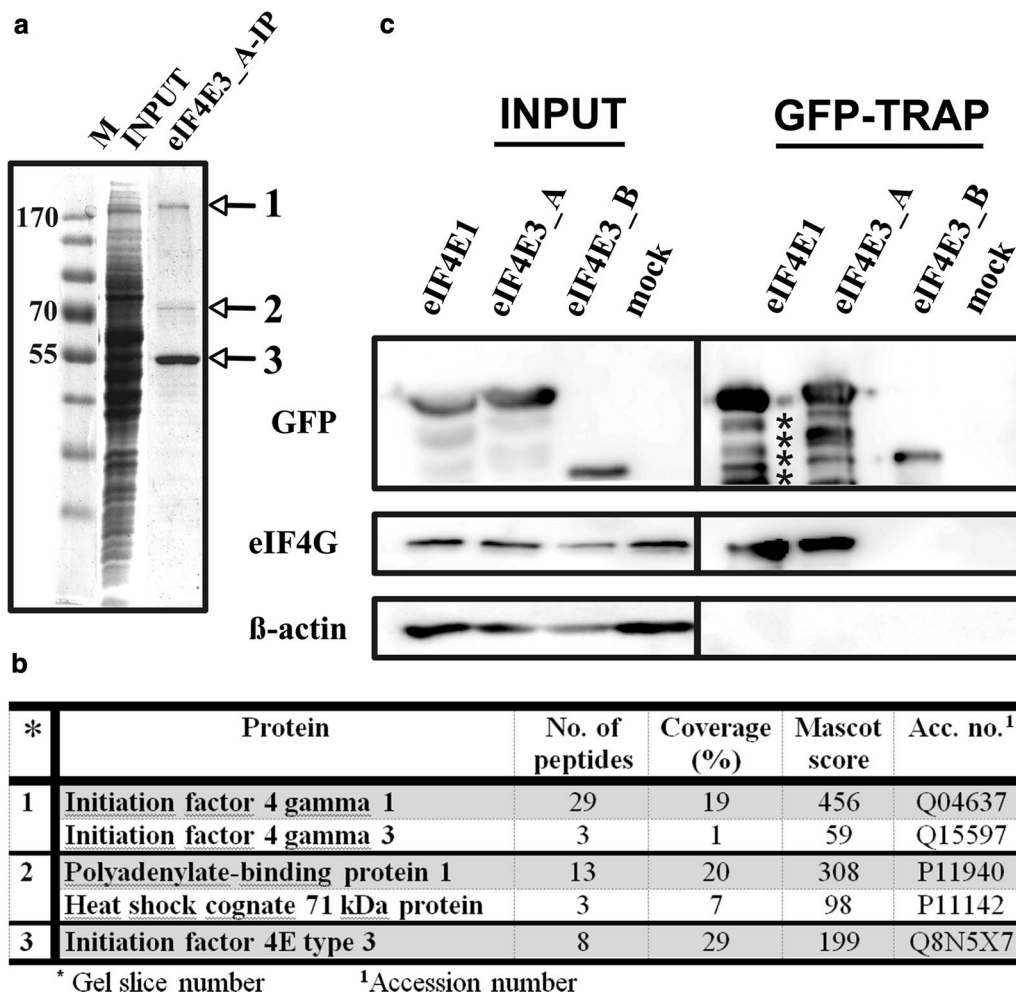 a
M
INPUT
eIF4E3_A-IP
170
70
55
1
2
3
c
INPUT
GFP-TRAP
eIF4E1
eIF4E3_A
eIF4E3_B
mock
eIF4E1
eIF4E3_A
eIF4E3_B
mock
GFP
*
*
*
*
eIF4G
ß-actin
b
* Protein No. of peptides Coverage (%) Mascot score Acc. no.¹
1 Initiation factor 4 gamma 1 29 19 456 Q04637
Initiation factor 4 gamma 3 3 1 59 Q15597
2 Polyadenylate-binding protein 1 13 20 308 P11940
Heat shock cognate 71 kDa protein 3 7 98 P11142
3 Initiation factor 4E type 3 8 29 199 Q8N5X7
* Gel slice number ¹Accession number